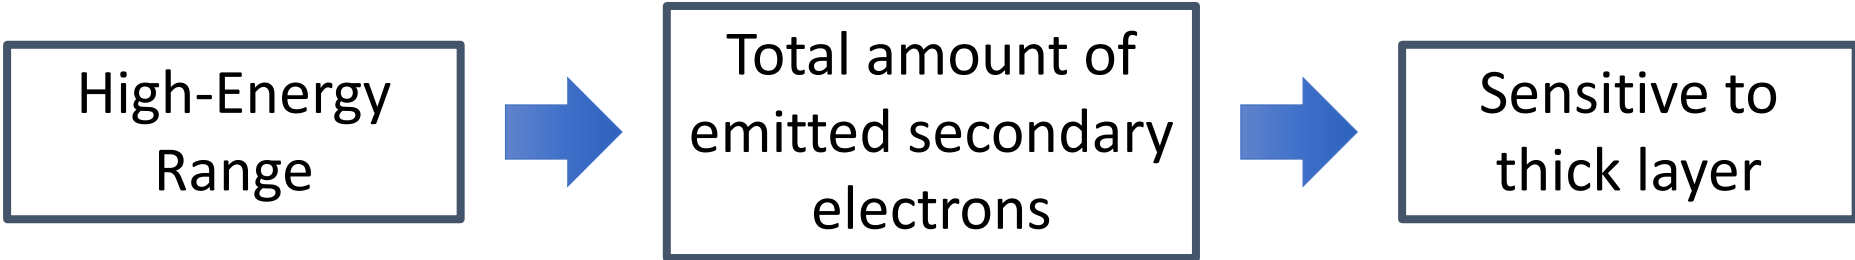 High-Energy
Range
Total amount of
emitted secondary
electrons
Sensitive to
thick layer